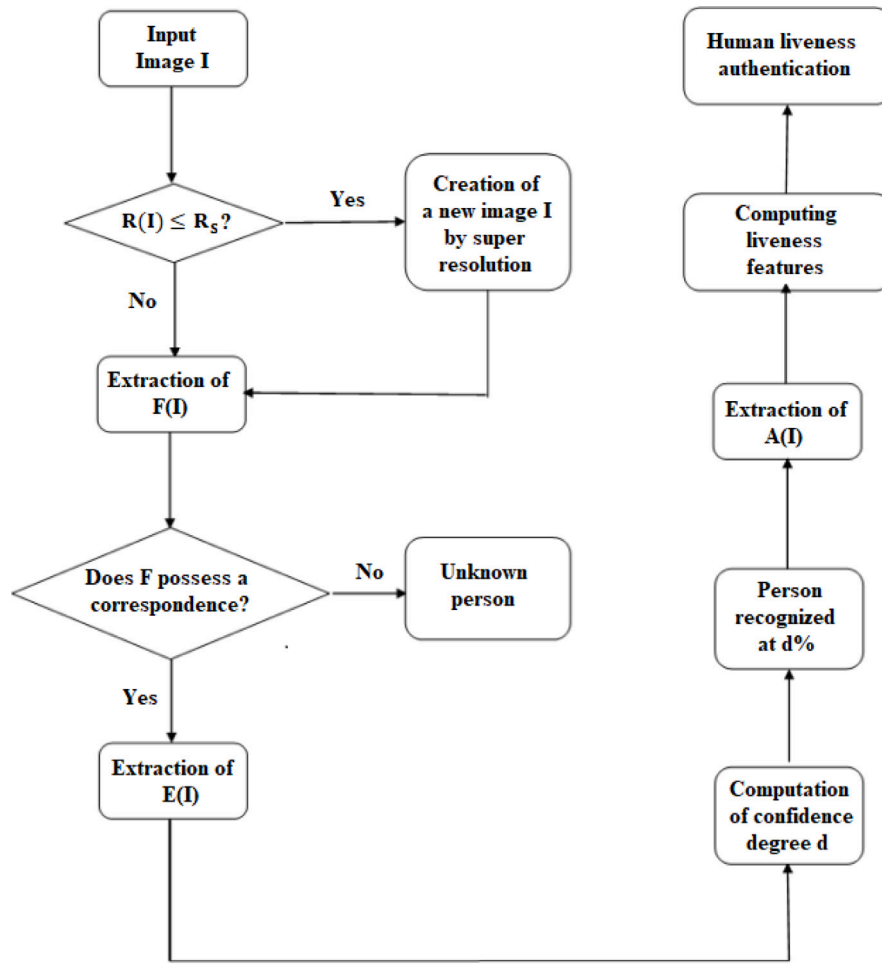 Input
Image I
R(I) ≤ R_S?
Yes
Creation of
a new image I
by super
resolution
No
Extraction of
F(I)
Does F possess a
correspondence?
No
Unknown
person
Yes
Extraction of
E(I)
Computation
of confidence
degree d
Person
recognized
at d%
Extraction of
A(I)
Computing
liveness
features
Human liveness
authentication